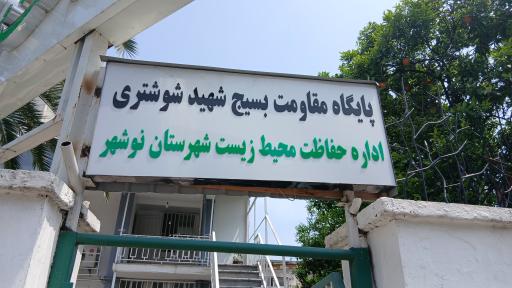 پایگاه مقاومت بسیج شهید شوشتری
اداره حفاظت محیط زیست شهرستان نوشهر